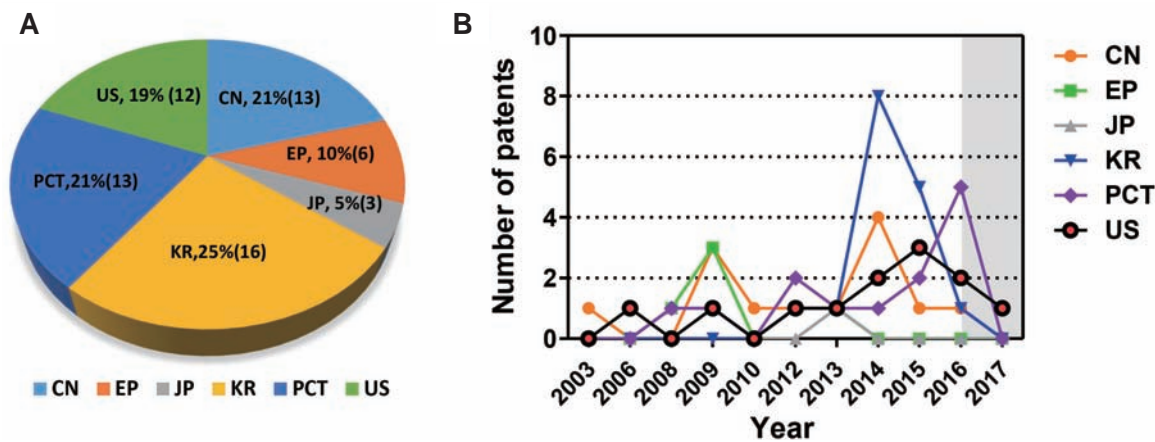 A
US, 19% (12)
CN, 21%(13)
EP, 10%(6)
PCT,21%(13)
JP, 5%(3)
KR,25%(16)
CN EP JP KR PCT US
B
10
8
6
4
2
0
Number of patents
2003 2006 2008 2009 2010 2012 2013 2014 2015 2016 2017
Year
CN
EP
JP
KR
PCT
US